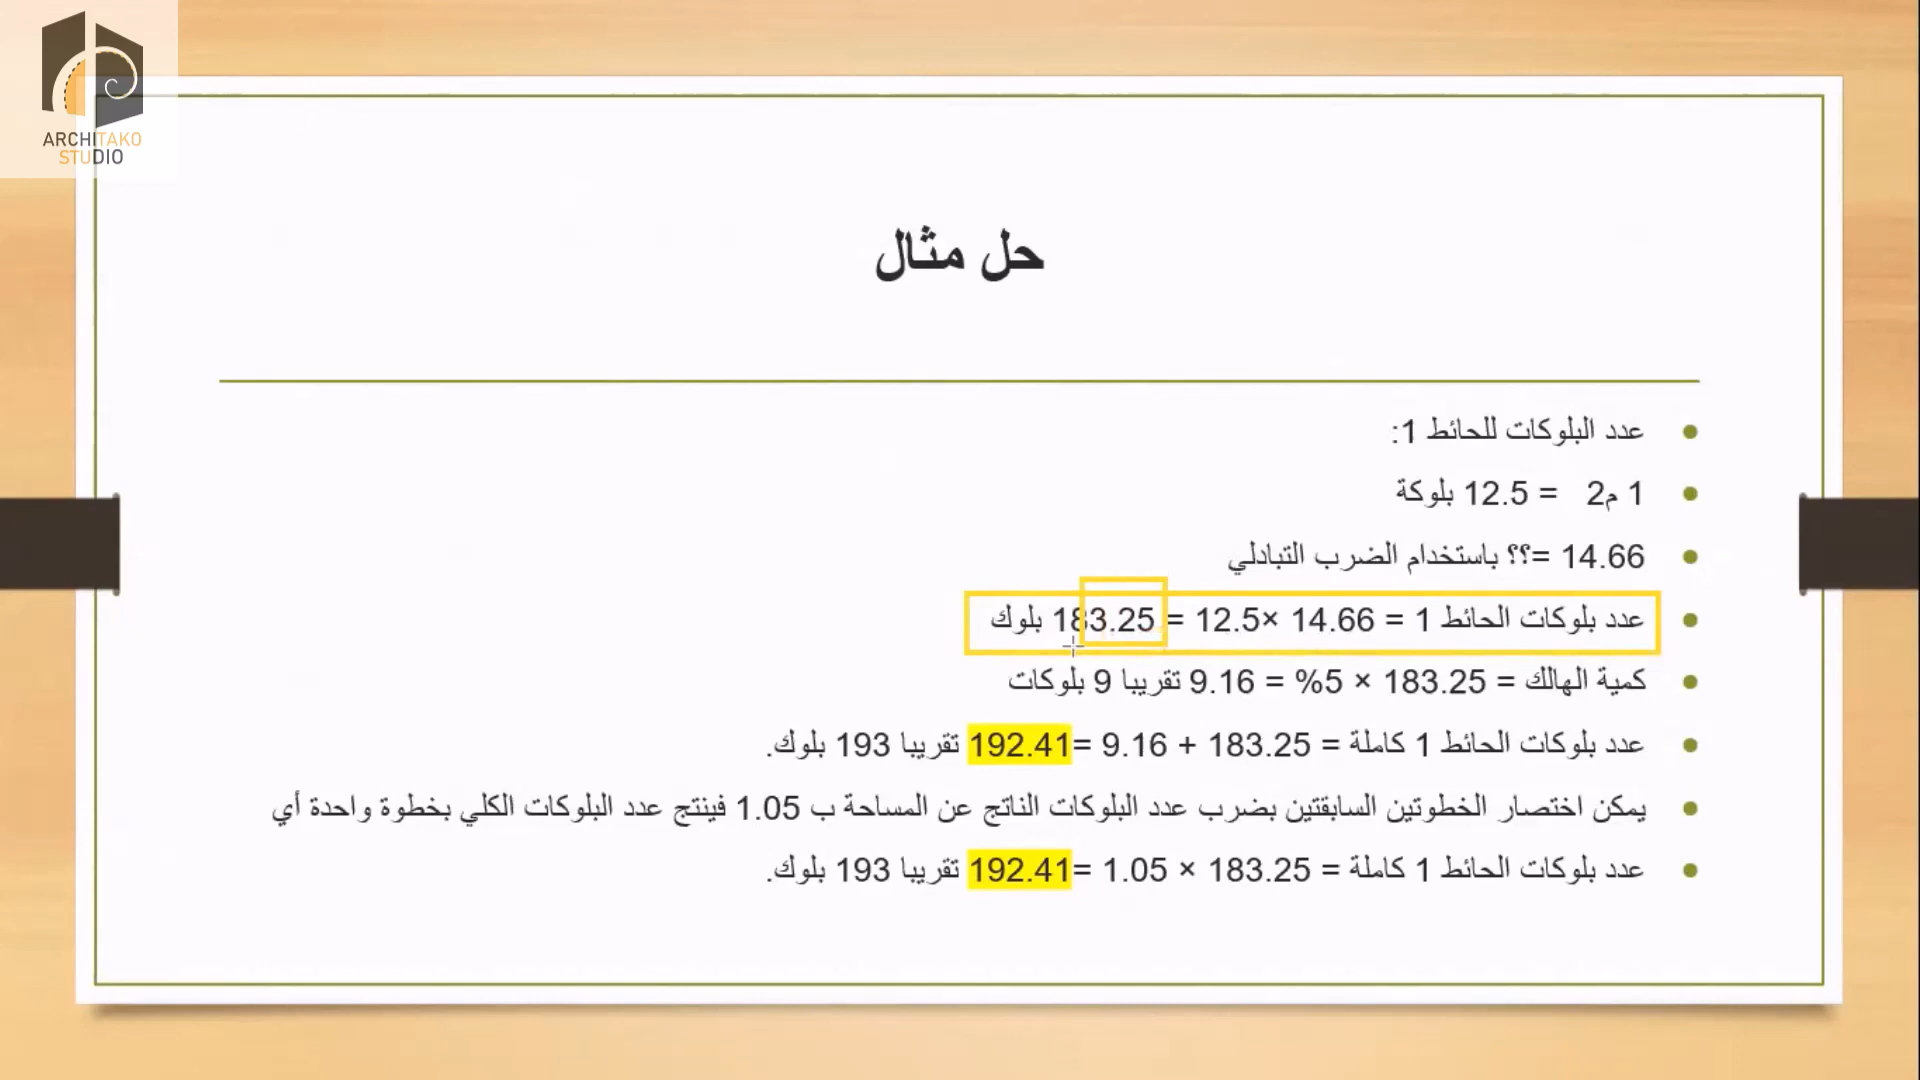 ARCHITAKO
STUDIO
حل مثال
عدد البلوكات للحائط 1:
1 م2 = 12.5 بلوكة
14.66 =؟؟ باستخدام الضرب التبادلي
عدد بلوكات الحائط 1 = 14.66 ×12.5 = 183.25 بلوك
كمية الهالك = 183.25 × 5% = 9.16 تقريبا 9 بلوكات
عدد بلوكات الحائط 1 كاملة = 183.25 + 9.16 =192.41 تقريبا 193 بلوك.
يمكن اختصار الخطوتين السابقتين بضرب عدد البلوكات الناتج عن المساحة ب 1.05 فينتج عدد البلوكات الكلي بخطوة واحدة أي
عدد بلوكات الحائط 1 كاملة = 183.25 × 1.05 =192.41 تقريبا 193 بلوك.